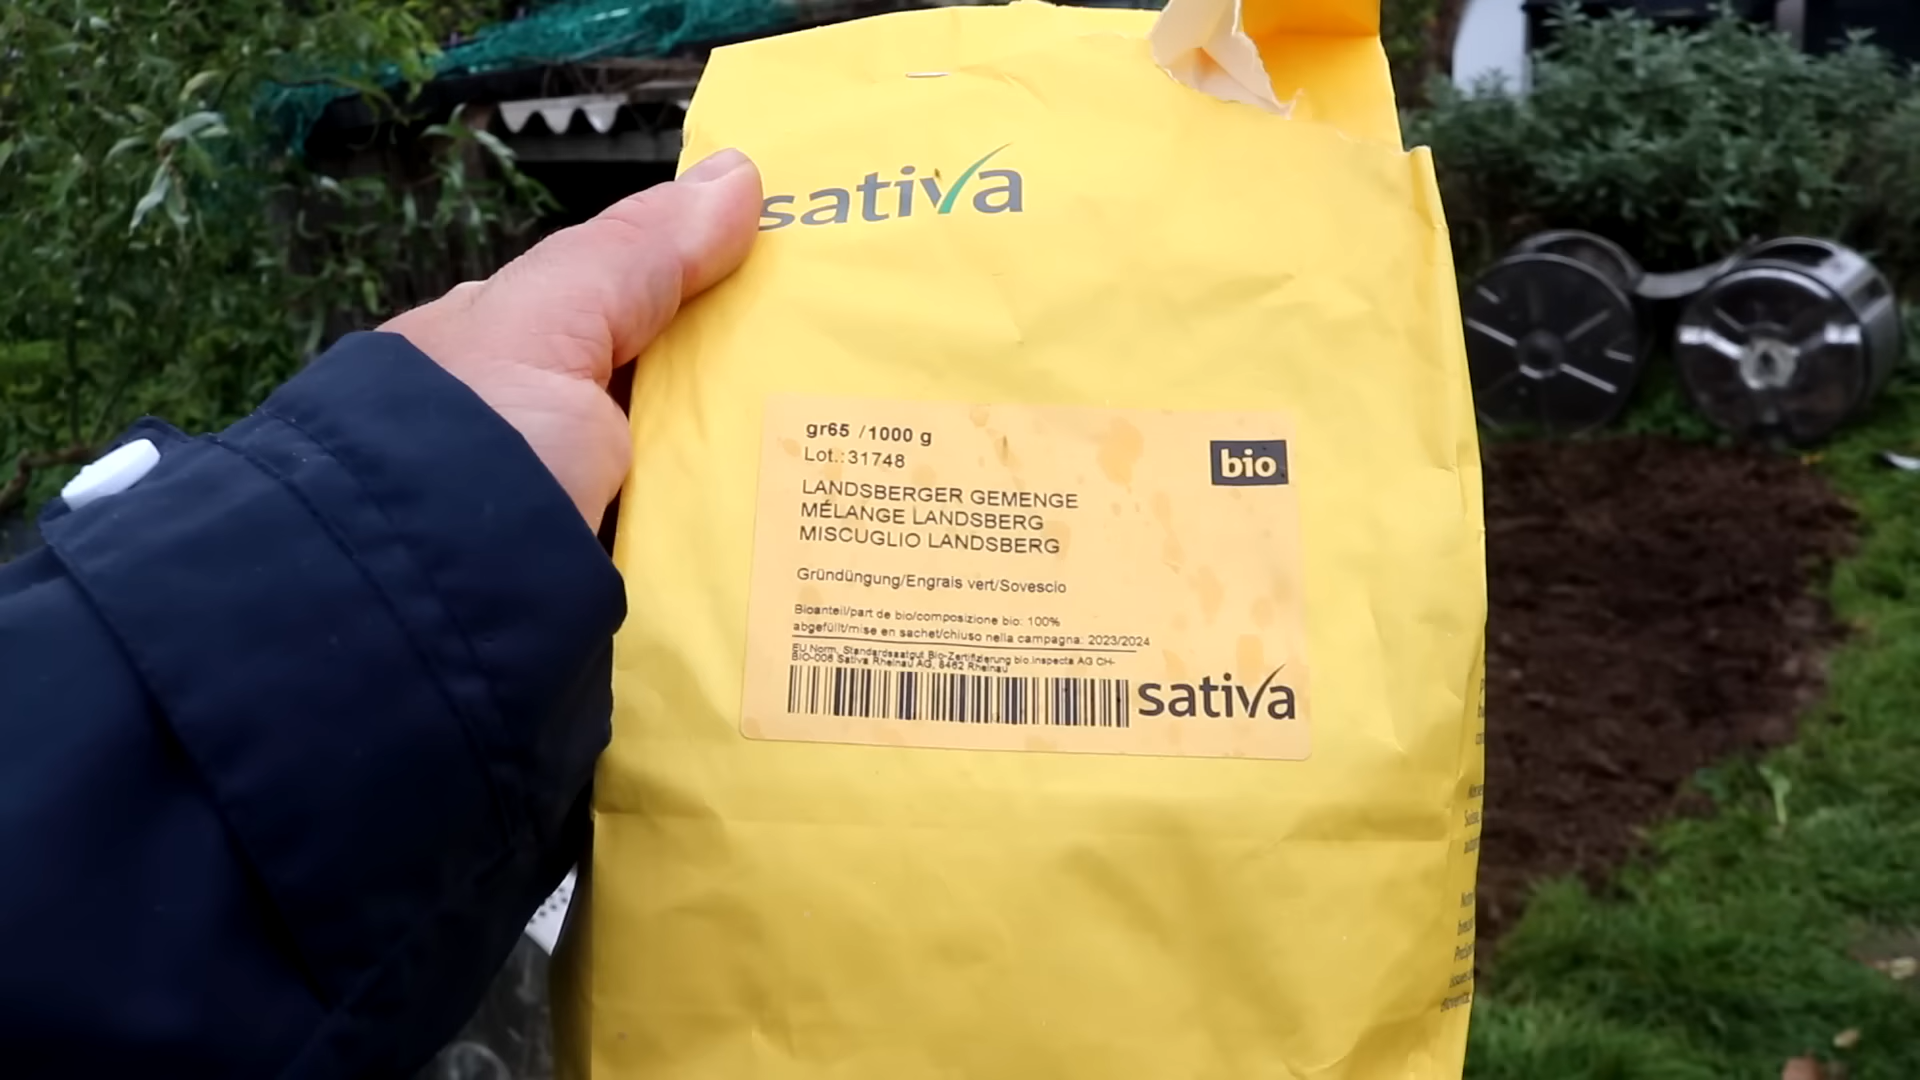 sativa
gr65 /1000 g
Lot.: 31748
bio
LANDSBERGER GEMENGE
MÉLANGE LANDSBERG
MISCUGLIO LANDSBERG
Gründüngung/Engrais vert/Sovescio
Bioanteil/part de bio/composizione bio: 100%
abgefüllt/mise en sachet/chiuso nella campagna: 2023/2024
EU Norm, Standardsaatgut Bio-Zertifizierung bio.inspecta AG CH-
BIO-006 Sativa Rheinau AG, 8462 Rheinau
sativa